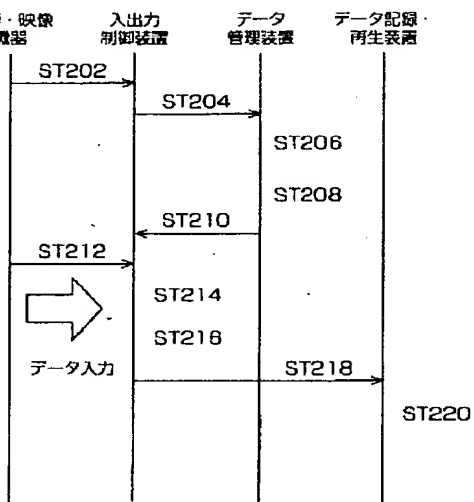 ・映像
入出力
データ
データ記録・
機器
制御装置
管理装置
再生装置
ST202
ST204
ST206
ST208
ST210
ST212
ST214
ST216
データ入力
ST218
ST220